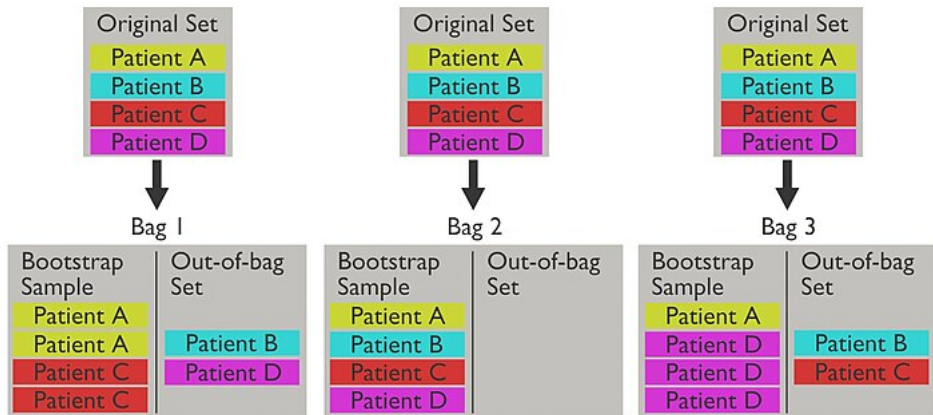 Original Set
Patient A
Patient B
Patient C
Patient D
Original Set
Patient A
Patient B
Patient C
Patient D
Original Set
Patient A
Patient B
Patient C
Patient D
Bag 1
Bootstrap
Sample
Patient A
Patient A
Patient C
Patient C
Out-of-bag
Set
Patient B
Patient D
Bag 2
Bootstrap
Sample
Patient A
Patient B
Patient C
Patient D
Out-of-bag
Set
Bag 3
Bootstrap
Sample
Patient A
Patient D
Patient D
Patient D
Out-of-bag
Set
Patient B
Patient C